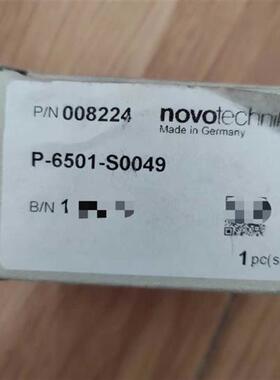 P/N 008224
novotechnik
Made in Germany
P-6501-S0049
B/N 1
1 pc(s